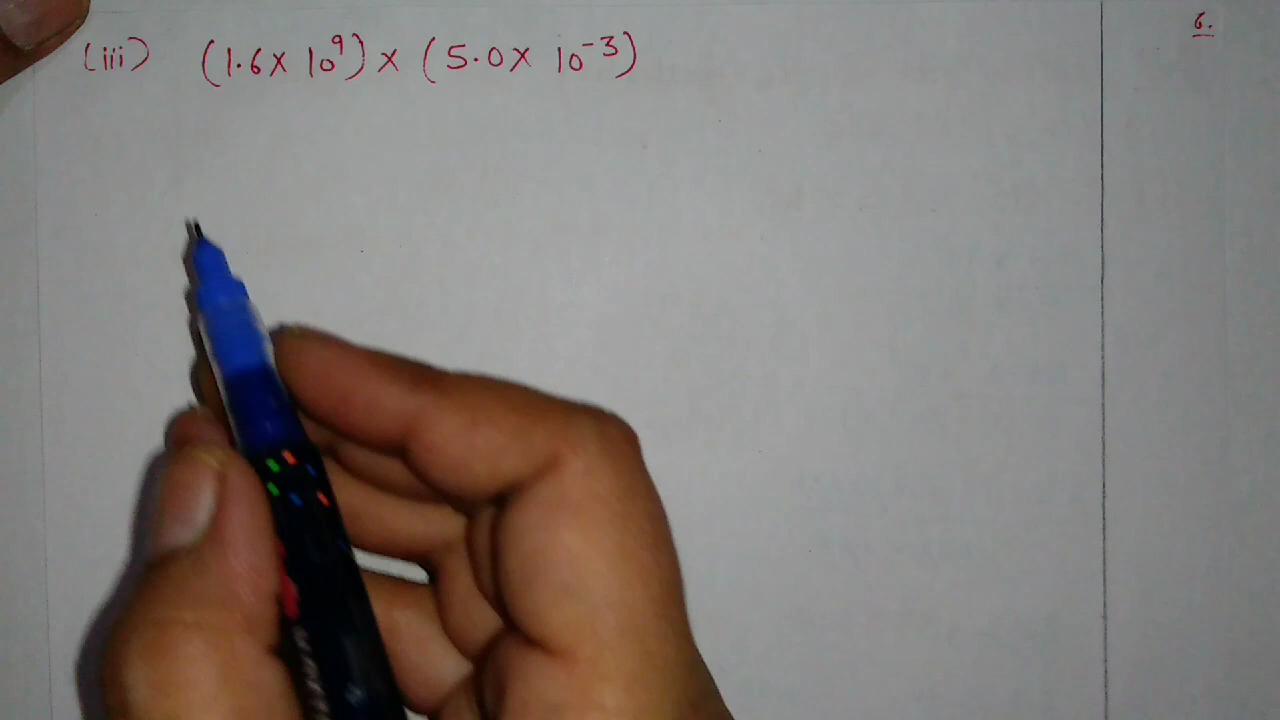 6.
(iii) (1.6 × 10⁹) × (5.0 × 10⁻³)